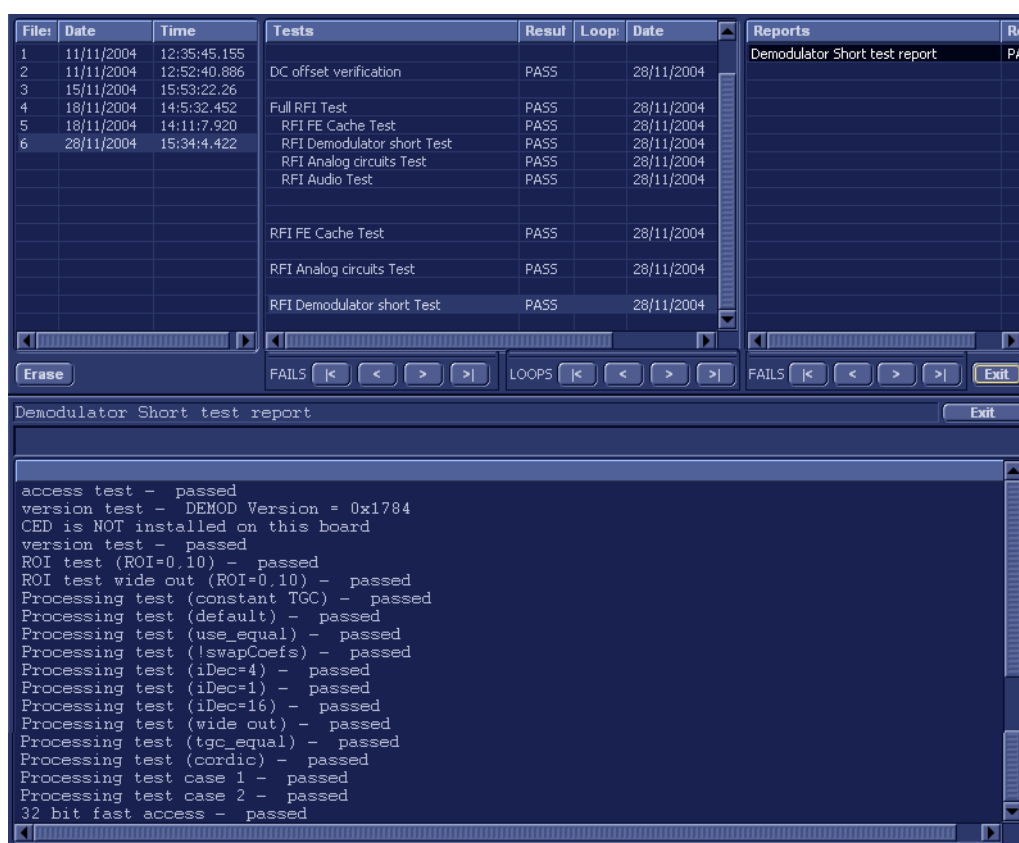 File: Date Time
1 11/11/2004 12:35:45.155
2 11/11/2004 12:52:40.886
3 15/11/2004 15:53:22.26
4 18/11/2004 14:5:32.452
5 18/11/2004 14:11:7.920
6 28/11/2004 15:34:4.422
Erase
Tests Resul Loop: Date
DC offset verification PASS 28/11/2004
Full RFI Test PASS 28/11/2004
RFI FE Cache Test PASS 28/11/2004
RFI Demodulator short Test PASS 28/11/2004
RFI Analog circuits Test PASS 28/11/2004
RFI Audio Test PASS 28/11/2004
RFI FE Cache Test PASS 28/11/2004
RFI Analog circuits Test PASS 28/11/2004
RFI Demodulator short Test PASS 28/11/2004
FAILS |< < > >| LOOPS |< < > >|
Reports R
Demodulator Short test report PA
FAILS |< < > >| Exit
Demodulator Short test report Exit
access test - passed
version test - DEMOD Version = 0x1784
CED is NOT installed on this board
version test - passed
ROI test (ROI=0,10) - passed
ROI test wide out (ROI=0,10) - passed
Processing test (constant TGC) - passed
Processing test (default) - passed
Processing test (use_equal) - passed
Processing test (!swapCoefs) - passed
Processing test (iDec=4) - passed
Processing test (iDec=1) - passed
Processing test (iDec=16) - passed
Processing test (wide out) - passed
Processing test (tgc_equal) - passed
Processing test (cordic) - passed
Processing test case 1 - passed
Processing test case 2 - passed
32 bit fast access - passed